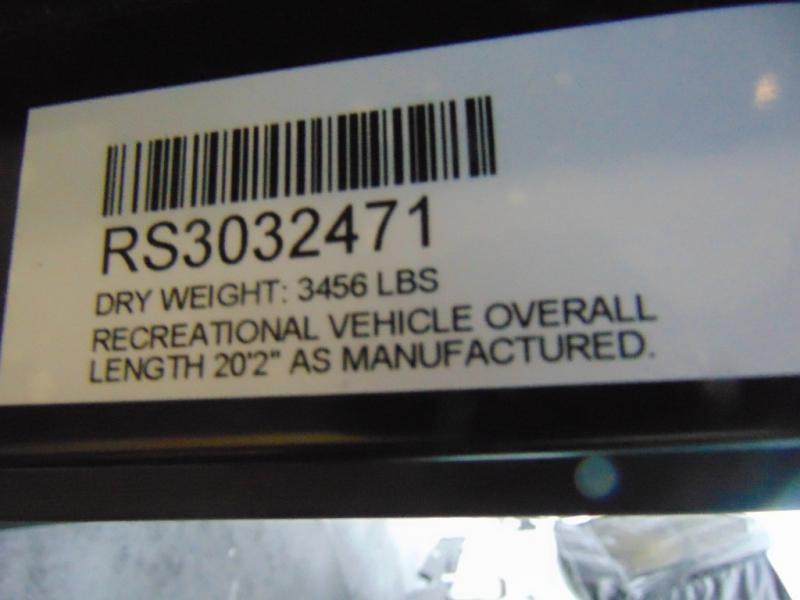 RS3032471
DRY WEIGHT: 3456 LBS
RECREATIONAL VEHICLE OVERALL
LENGTH 20'2" AS MANUFACTURED.